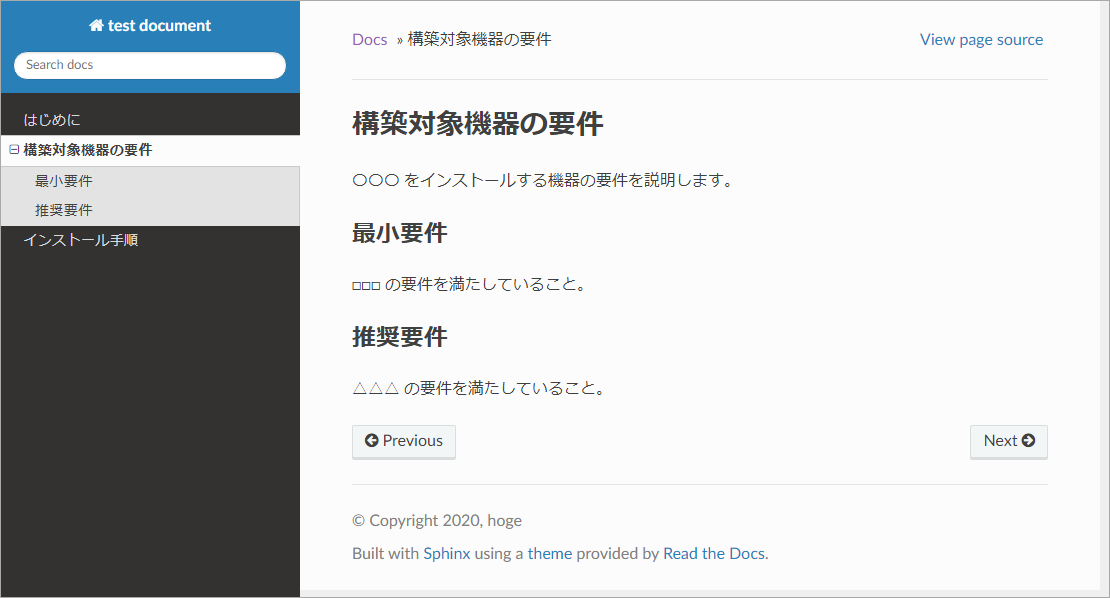 test document
Search docs
はじめに
構築対象機器の要件
最小要件
推奨要件
インストール手順
Docs » 構築対象機器の要件
View page source
構築対象機器の要件
〇〇〇 をインストールする機器の要件を説明します。
最小要件
□□□ の要件を満たしていること。
推奨要件
△△△ の要件を満たしていること。
Previous
Next
© Copyright 2020, hoge
Built with Sphinx using a theme provided by Read the Docs.